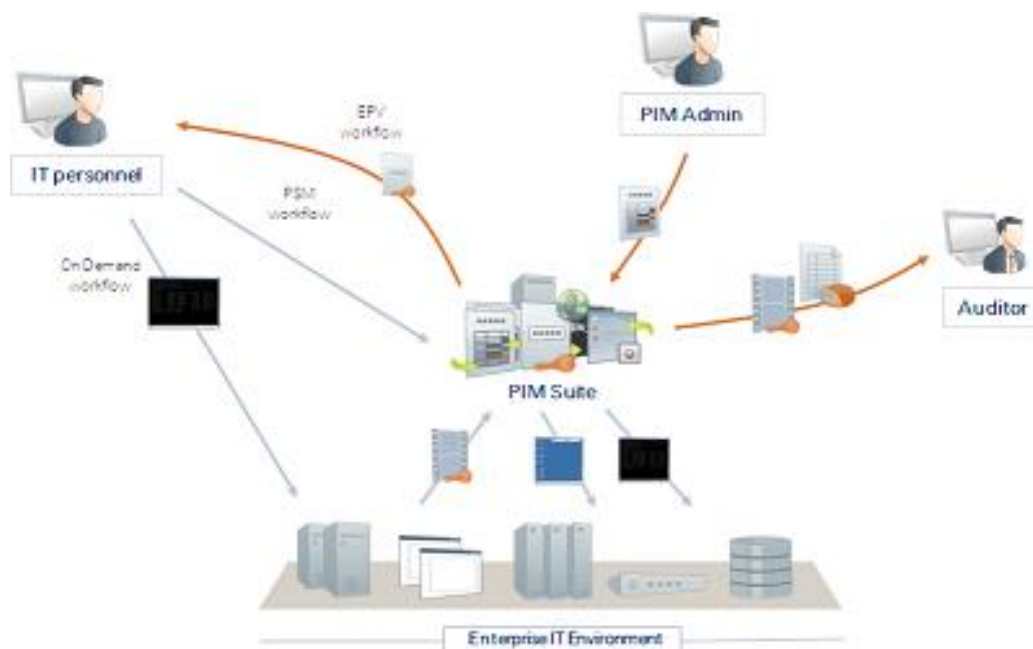 PIM Admin
EPV
workflow
IT personnel
PSM
workflow
On Demand
workflow
Auditor
PIM Suite
Enterprise IT Environment